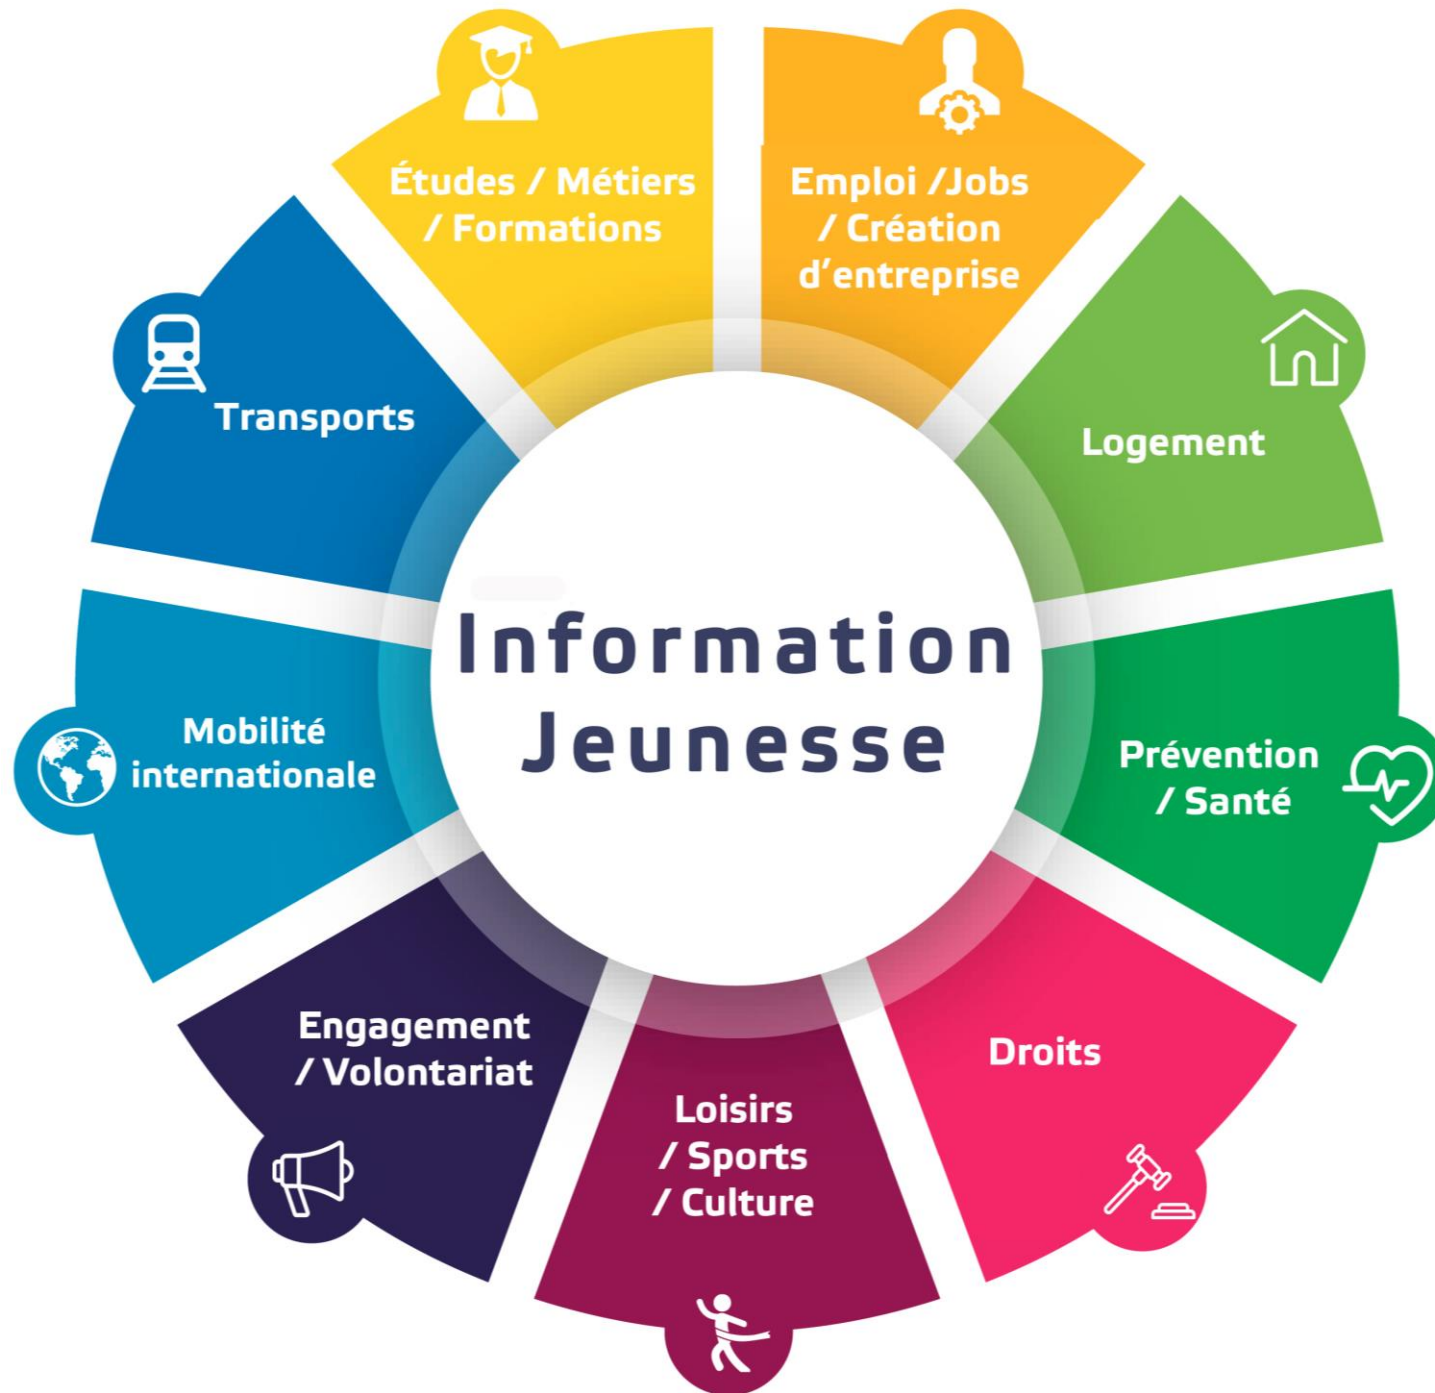 Études / Métiers
/ Formations
Emploi /Jobs
/ Création
d'entreprise
Transports
Logement
Information
Jeunesse
Mobilité
internationale
Prévention
/ Santé
Engagement
/ Volontariat
Droits
Loisirs
/ Sports
/ Culture